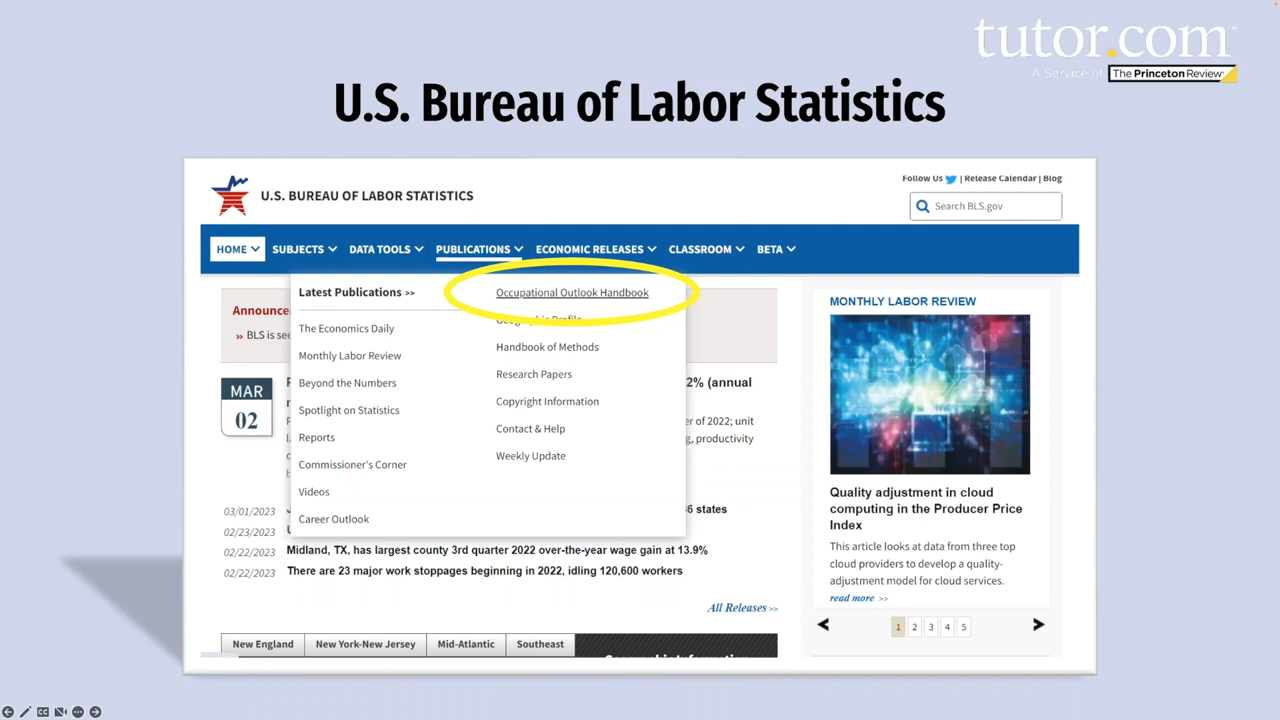 tutor.com
A Service of The Princeton Review
U.S. Bureau of Labor Statistics
U.S. BUREAU OF LABOR STATISTICS
Follow Us | Release Calendar | Blog
Search BLS.gov
HOME SUBJECTS DATA TOOLS PUBLICATIONS ECONOMIC RELEASES CLASSROOM BETA
Latest Publications >>
The Economics Daily
Monthly Labor Review
Beyond the Numbers
Spotlight on Statistics
Reports
Commissioner's Corner
Videos
Career Outlook
Occupational Outlook Handbook
Geographic Profile
Handbook of Methods
Research Papers
Copyright Information
Contact & Help
Weekly Update
» BLS is
MAR
02
2% (annual
of 2022; unit
productivity
03/01/2023
states
02/23/2023
02/22/2023 Midland, TX, has largest county 3rd quarter 2022 over-the-year wage gain at 13.9%
02/22/2023 There are 23 major work stoppages beginning in 2022, idling 120,600 workers
All Releases >>
New England New York-New Jersey Mid-Atlantic Southeast
MONTHLY LABOR REVIEW
Quality adjustment in cloud
computing in the Producer Price
Index
This article looks at data from three top
cloud providers to develop a quality-
adjustment model for cloud services.
read more >>
1 2 3 4 5